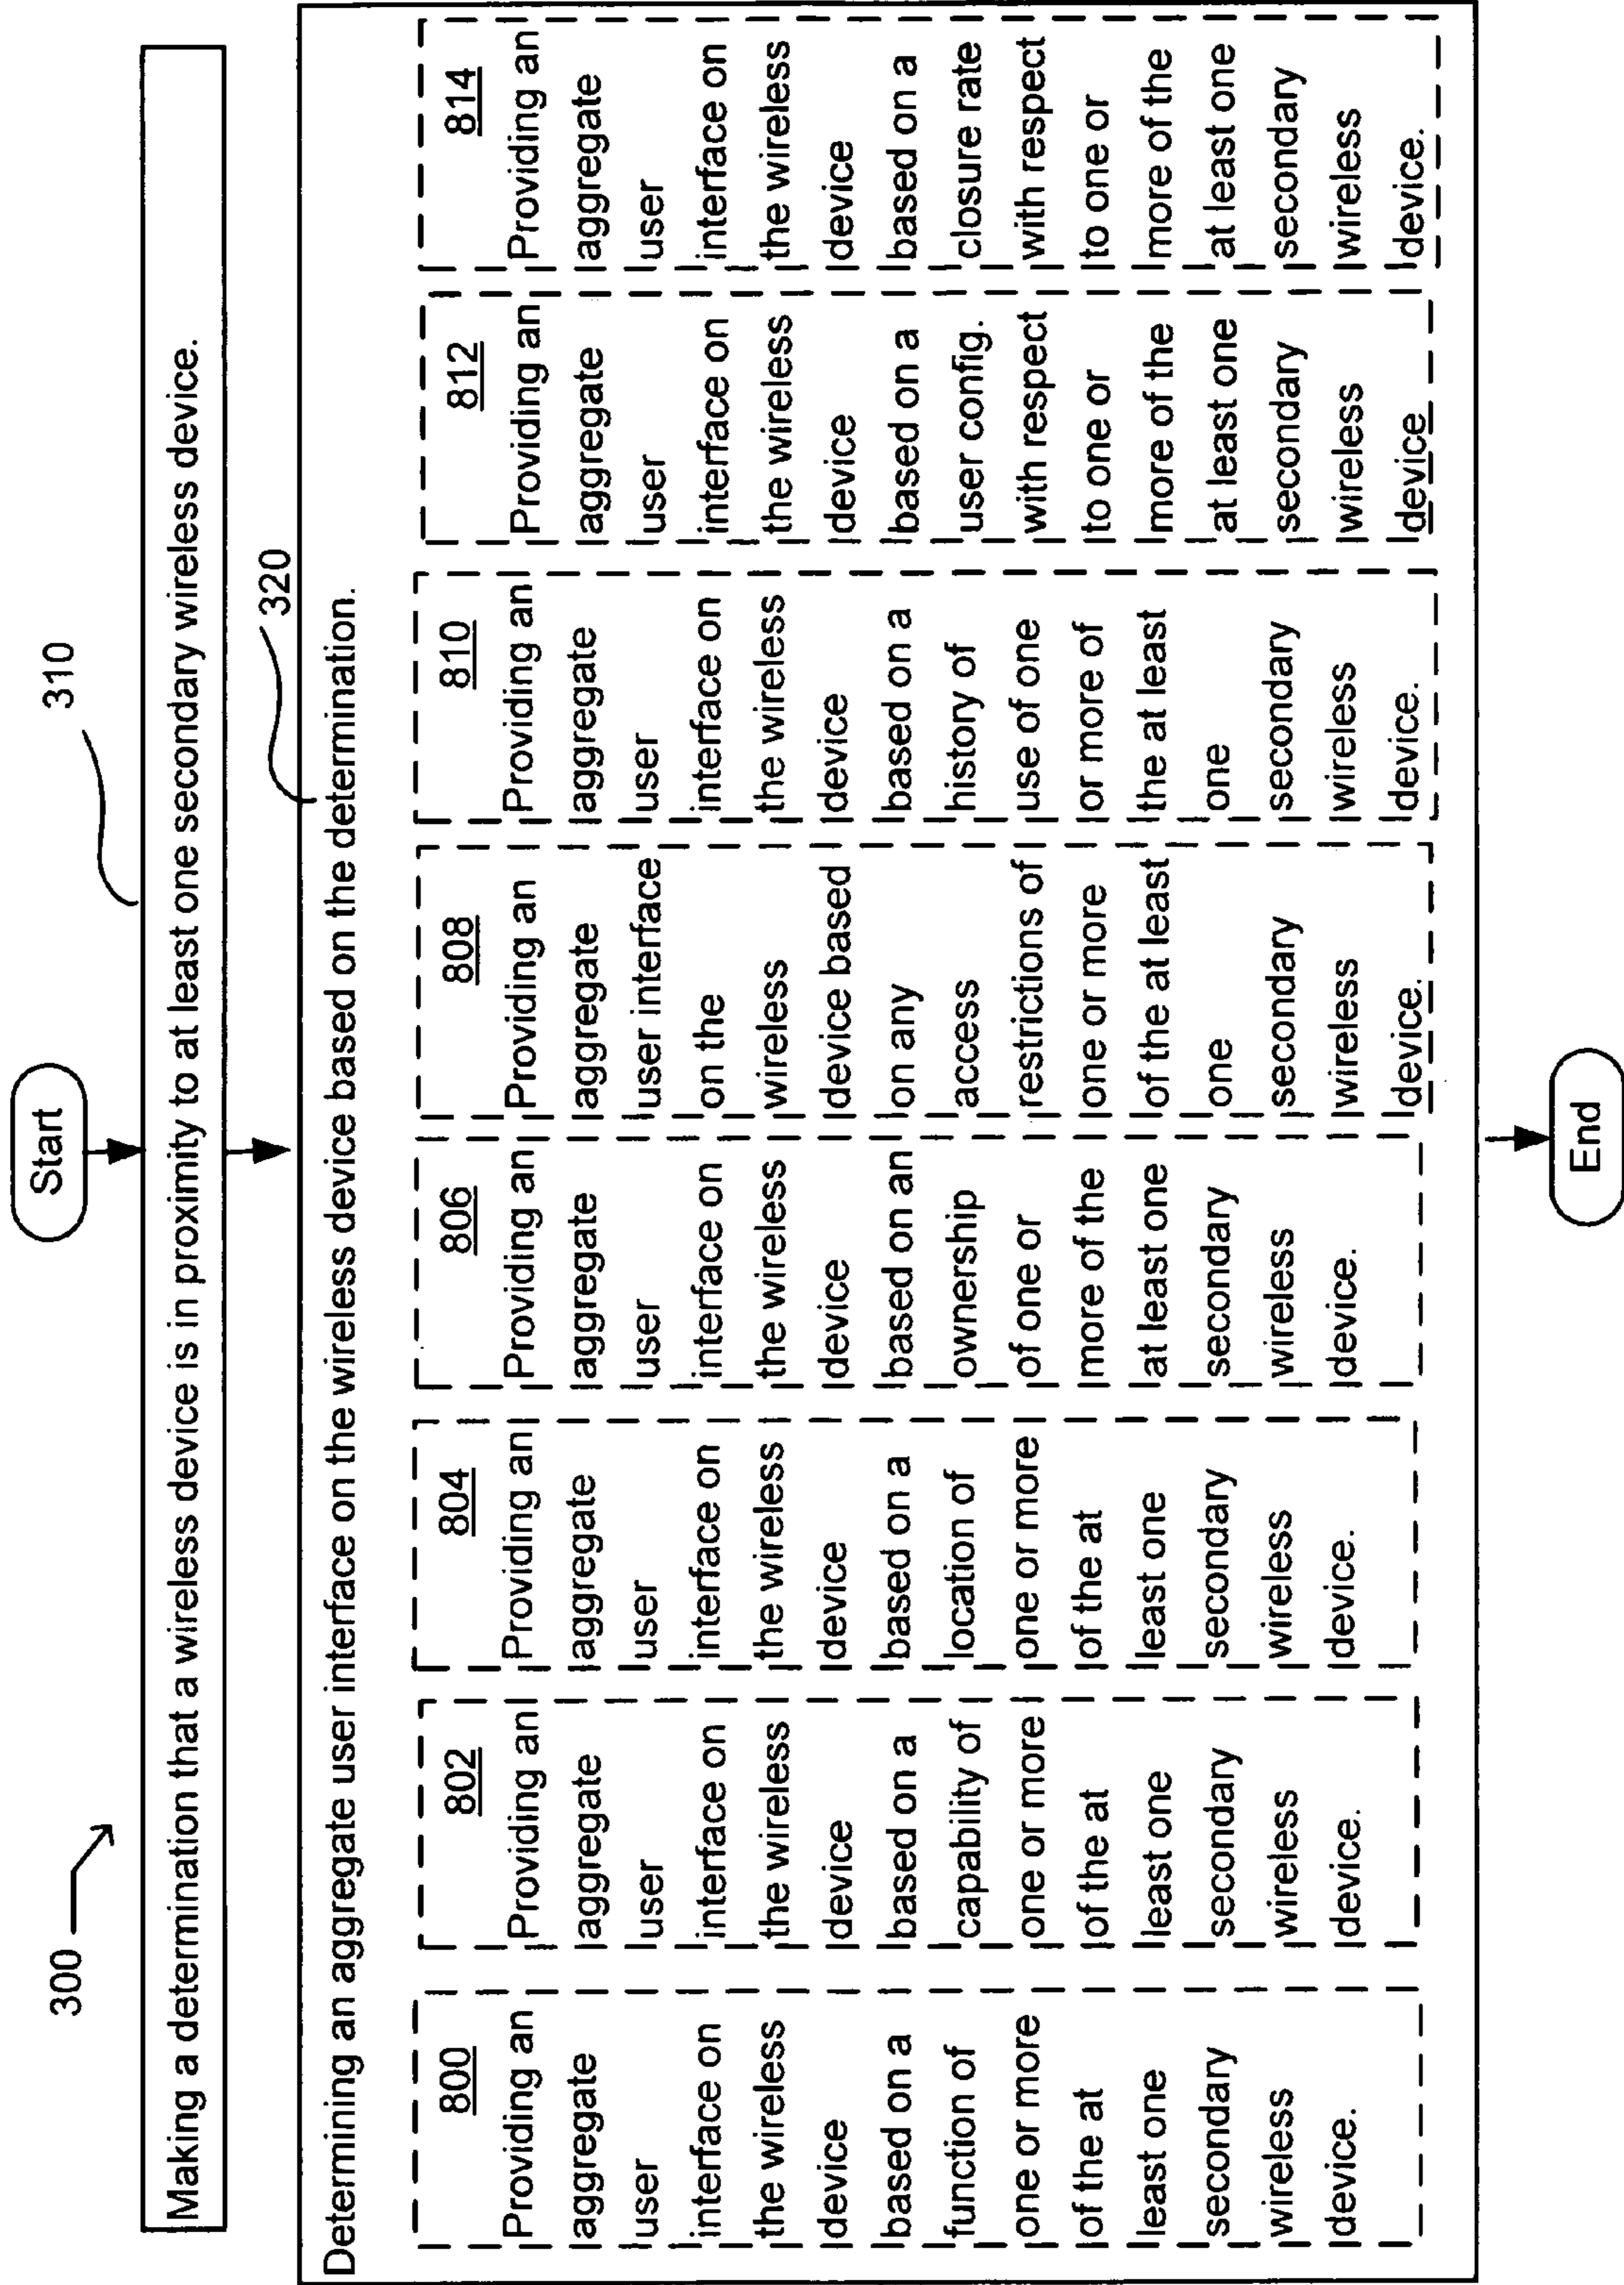 300
Start
310
Making a determination that a wireless device is in proximity to at least one secondary wireless device.
320
Determining an aggregate user interface on the wireless device based on the determination.
800
Providing an
aggregate
user
interface on
the wireless
device
based on a
function of
one or more
of the at
least one
secondary
wireless
device.
802
Providing an
aggregate
user
interface on
the wireless
device
based on a
capability of
one or more
of the at
least one
secondary
wireless
device.
804
Providing an
aggregate
user
interface on
the wireless
device
based on a
location of
one or more
of the at
least one
secondary
wireless
device.
806
Providing an
aggregate
user
interface on
the wireless
device
based on an
ownership
of one or
more of the
at least one
secondary
wireless
device.
808
Providing an
aggregate
user interface
on the
wireless
device based
on any
access
restrictions of
one or more
of the at least
one
secondary
wireless
device.
810
Providing an
aggregate
user
interface on
the wireless
device
based on a
history of
use of one
or more of
the at least
one
secondary
wireless
device.
812
Providing an
aggregate
user
interface on
the wireless
device
based on a
user config.
with respect
to one or
more of the
at least one
secondary
wireless
device
814
Providing an
aggregate
user
interface on
the wireless
device
based on a
closure rate
with respect
to one or
more of the
at least one
secondary
wireless
device.
End